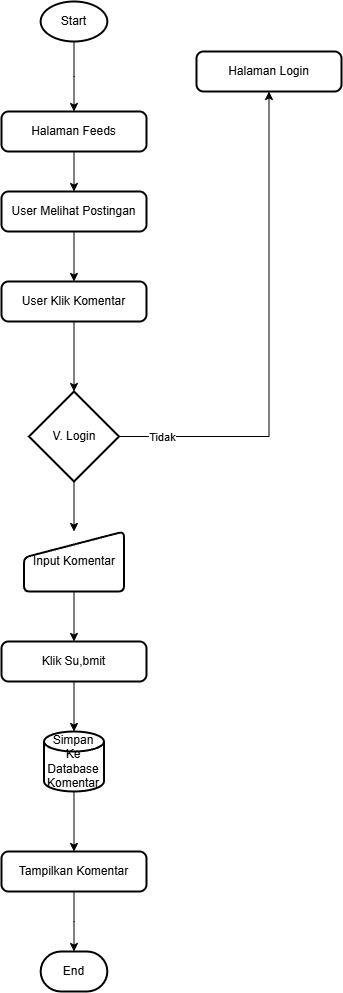 Start
Halaman Login
Halaman Feeds
User Melihat Postingan
User Klik Komentar
V. Login
Tidak
Input Komentar
Klik Su,bmit
Simpan
Ke
Database
Komentar
Tampilkan Komentar
End